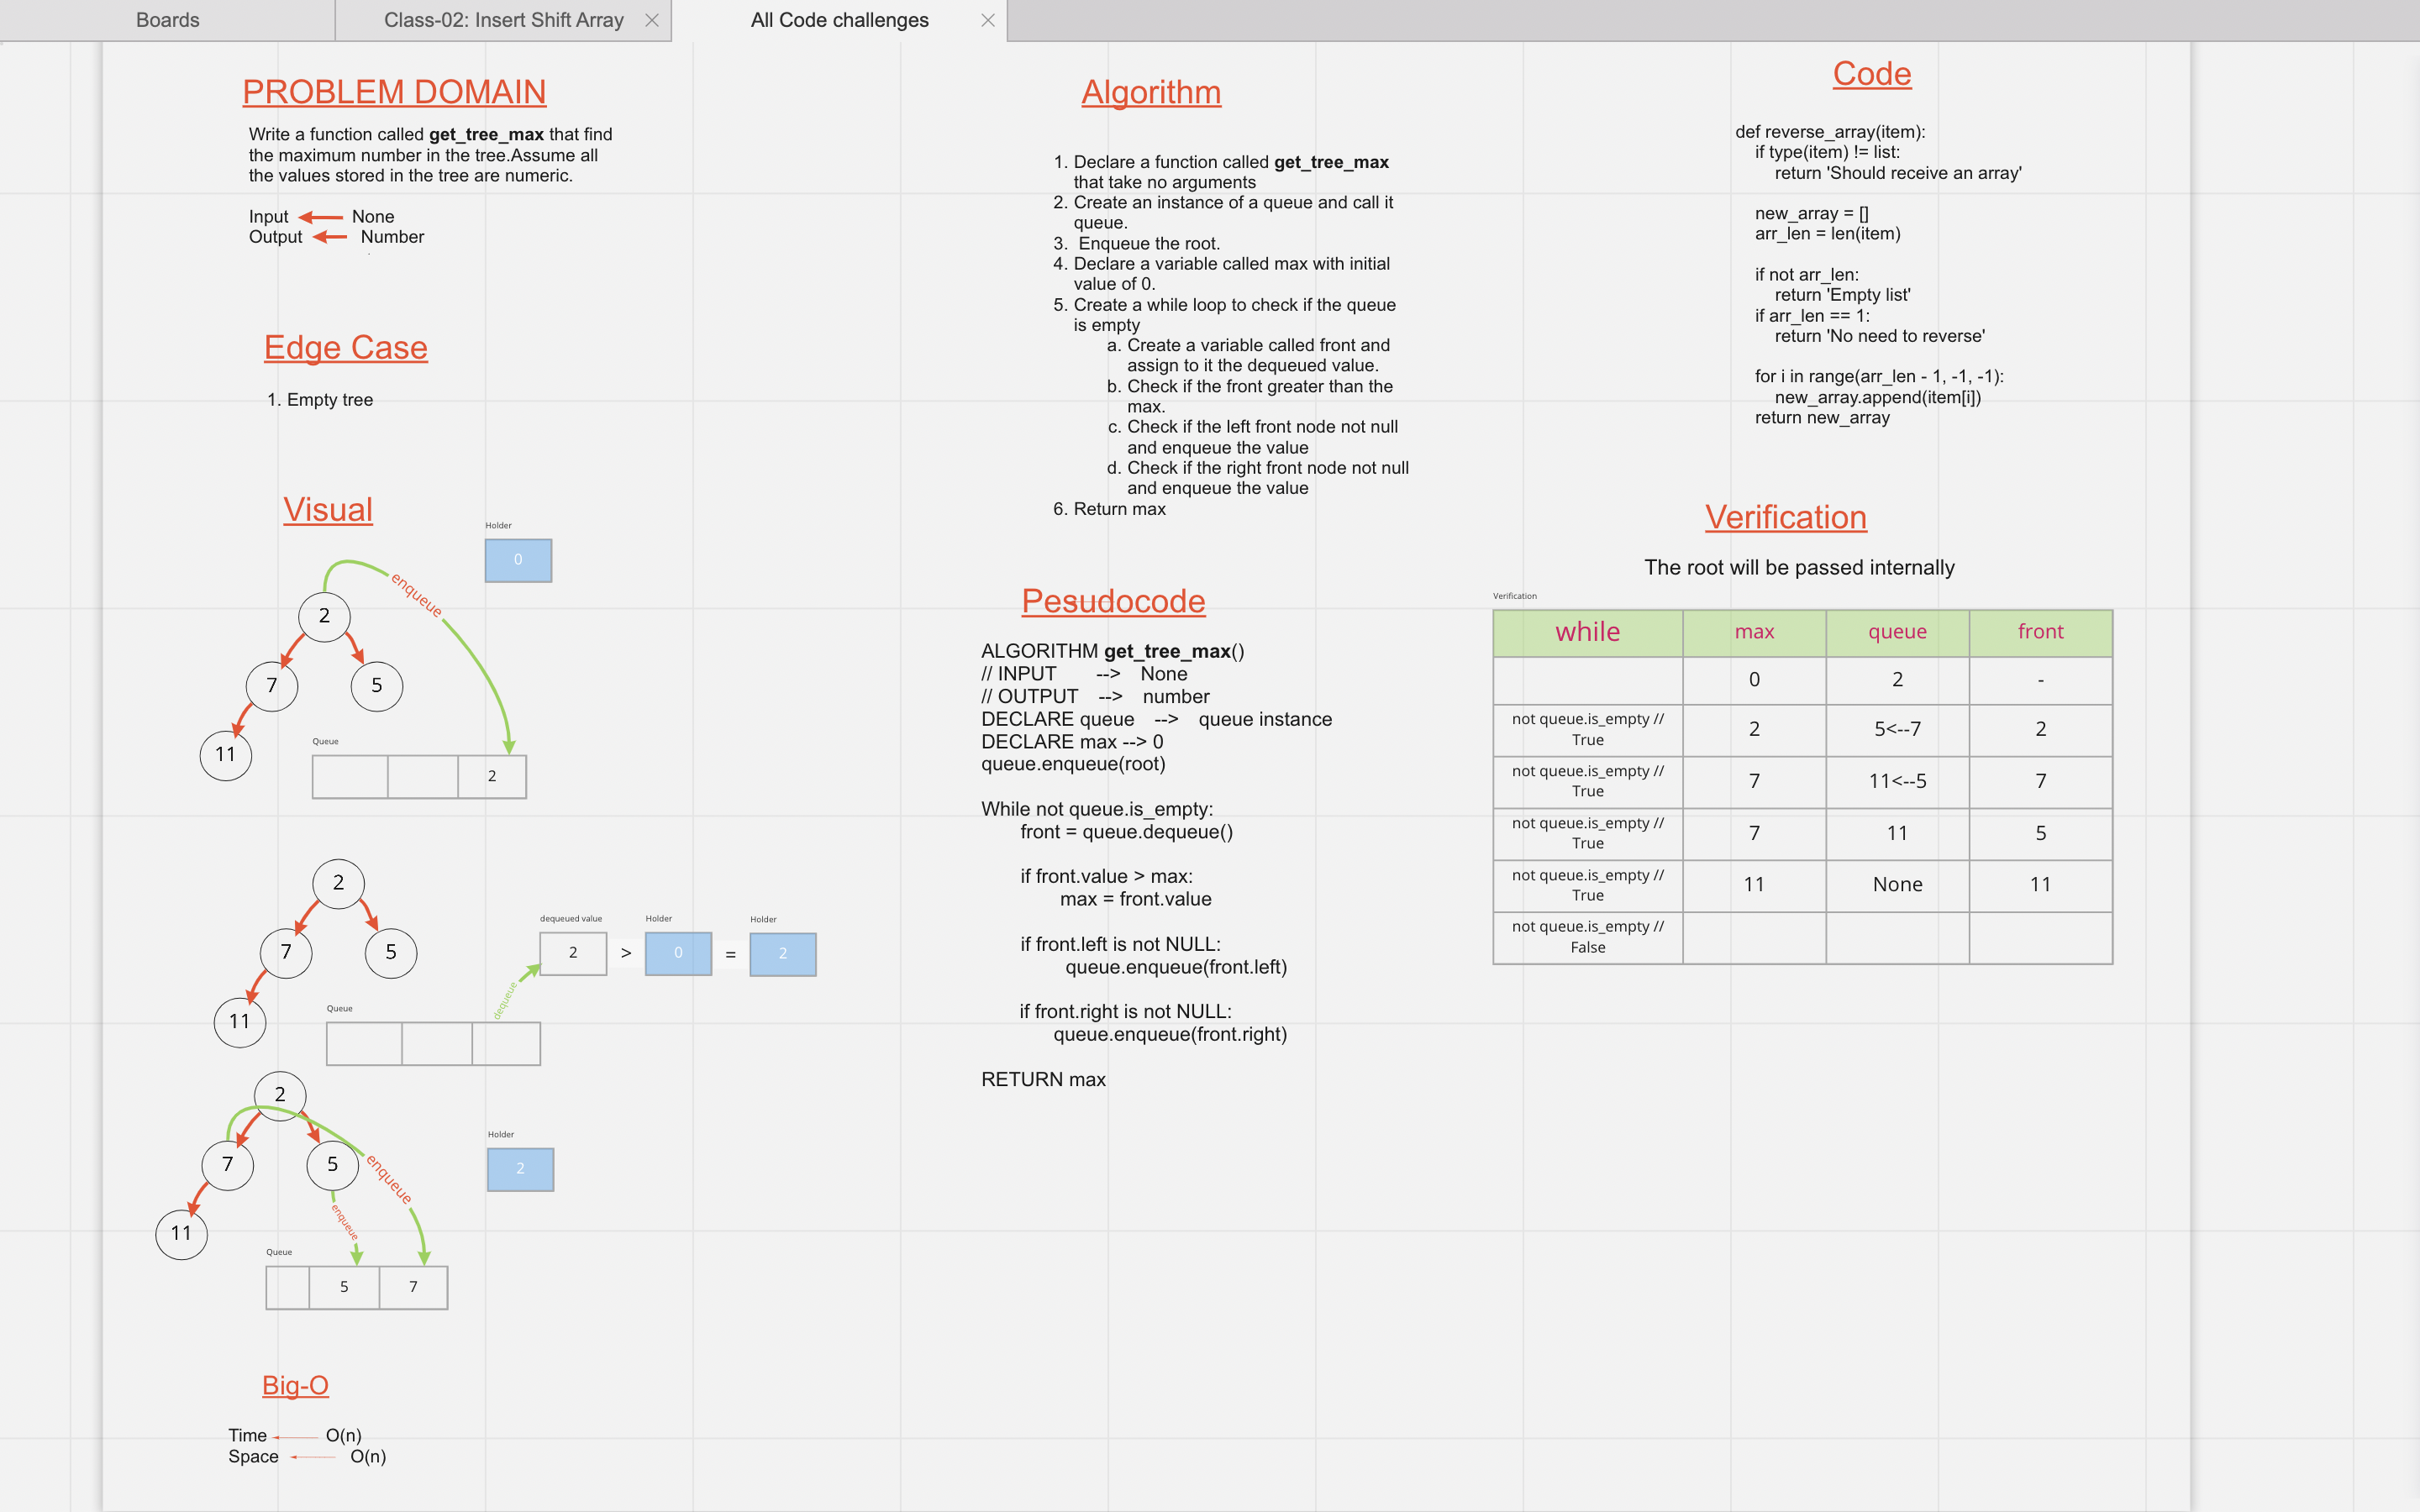 Boards
Class-02: Insert Shift Array
All Code challenges
PROBLEM DOMAIN
Write a function called get_tree_max that find
the maximum number in the tree.Assume all
the values stored in the tree are numeric.
Input None
Output Number
Edge Case
1. Empty tree
Visual
Holder
0
enqueue
2
7
5
11
Queue
2
2
7
5
11
dequeued value
Holder
Holder
2 > 0 = 2
dequeue
Queue
2
7
5
11
enqueue
enqueue
Holder
2
Queue
5 7
Big-O
Time O(n)
Space O(n)
Algorithm
1. Declare a function called get_tree_max
that take no arguments
2. Create an instance of a queue and call it
queue.
3. Enqueue the root.
4. Declare a variable called max with initial
value of 0.
5. Create a while loop to check if the queue
is empty
a. Create a variable called front and
assign to it the dequeued value.
b. Check if the front greater than the
max.
c. Check if the left front node not null
and enqueue the value
d. Check if the right front node not null
and enqueue the value
6. Return max
Pesudocode
ALGORITHM get_tree_max()
// INPUT --> None
// OUTPUT --> number
DECLARE queue --> queue instance
DECLARE max --> 0
queue.enqueue(root)
While not queue.is_empty:
front = queue.dequeue()
if front.value > max:
max = front.value
if front.left is not NULL:
queue.enqueue(front.left)
if front.right is not NULL:
queue.enqueue(front.right)
RETURN max
Code
def reverse_array(item):
if type(item) != list:
return 'Should receive an array'
new_array = []
arr_len = len(item)
if not arr_len:
return 'Empty list'
if arr_len == 1:
return 'No need to reverse'
for i in range(arr_len - 1, -1, -1):
new_array.append(item[i])
return new_array
Verification
The root will be passed internally
Verification
while max queue front
0 2 -
not queue.is_empty //
True
2 5<--7 2
not queue.is_empty //
True
7 11<--5 7
not queue.is_empty //
True
7 11 5
not queue.is_empty //
True
11 None 11
not queue.is_empty //
False